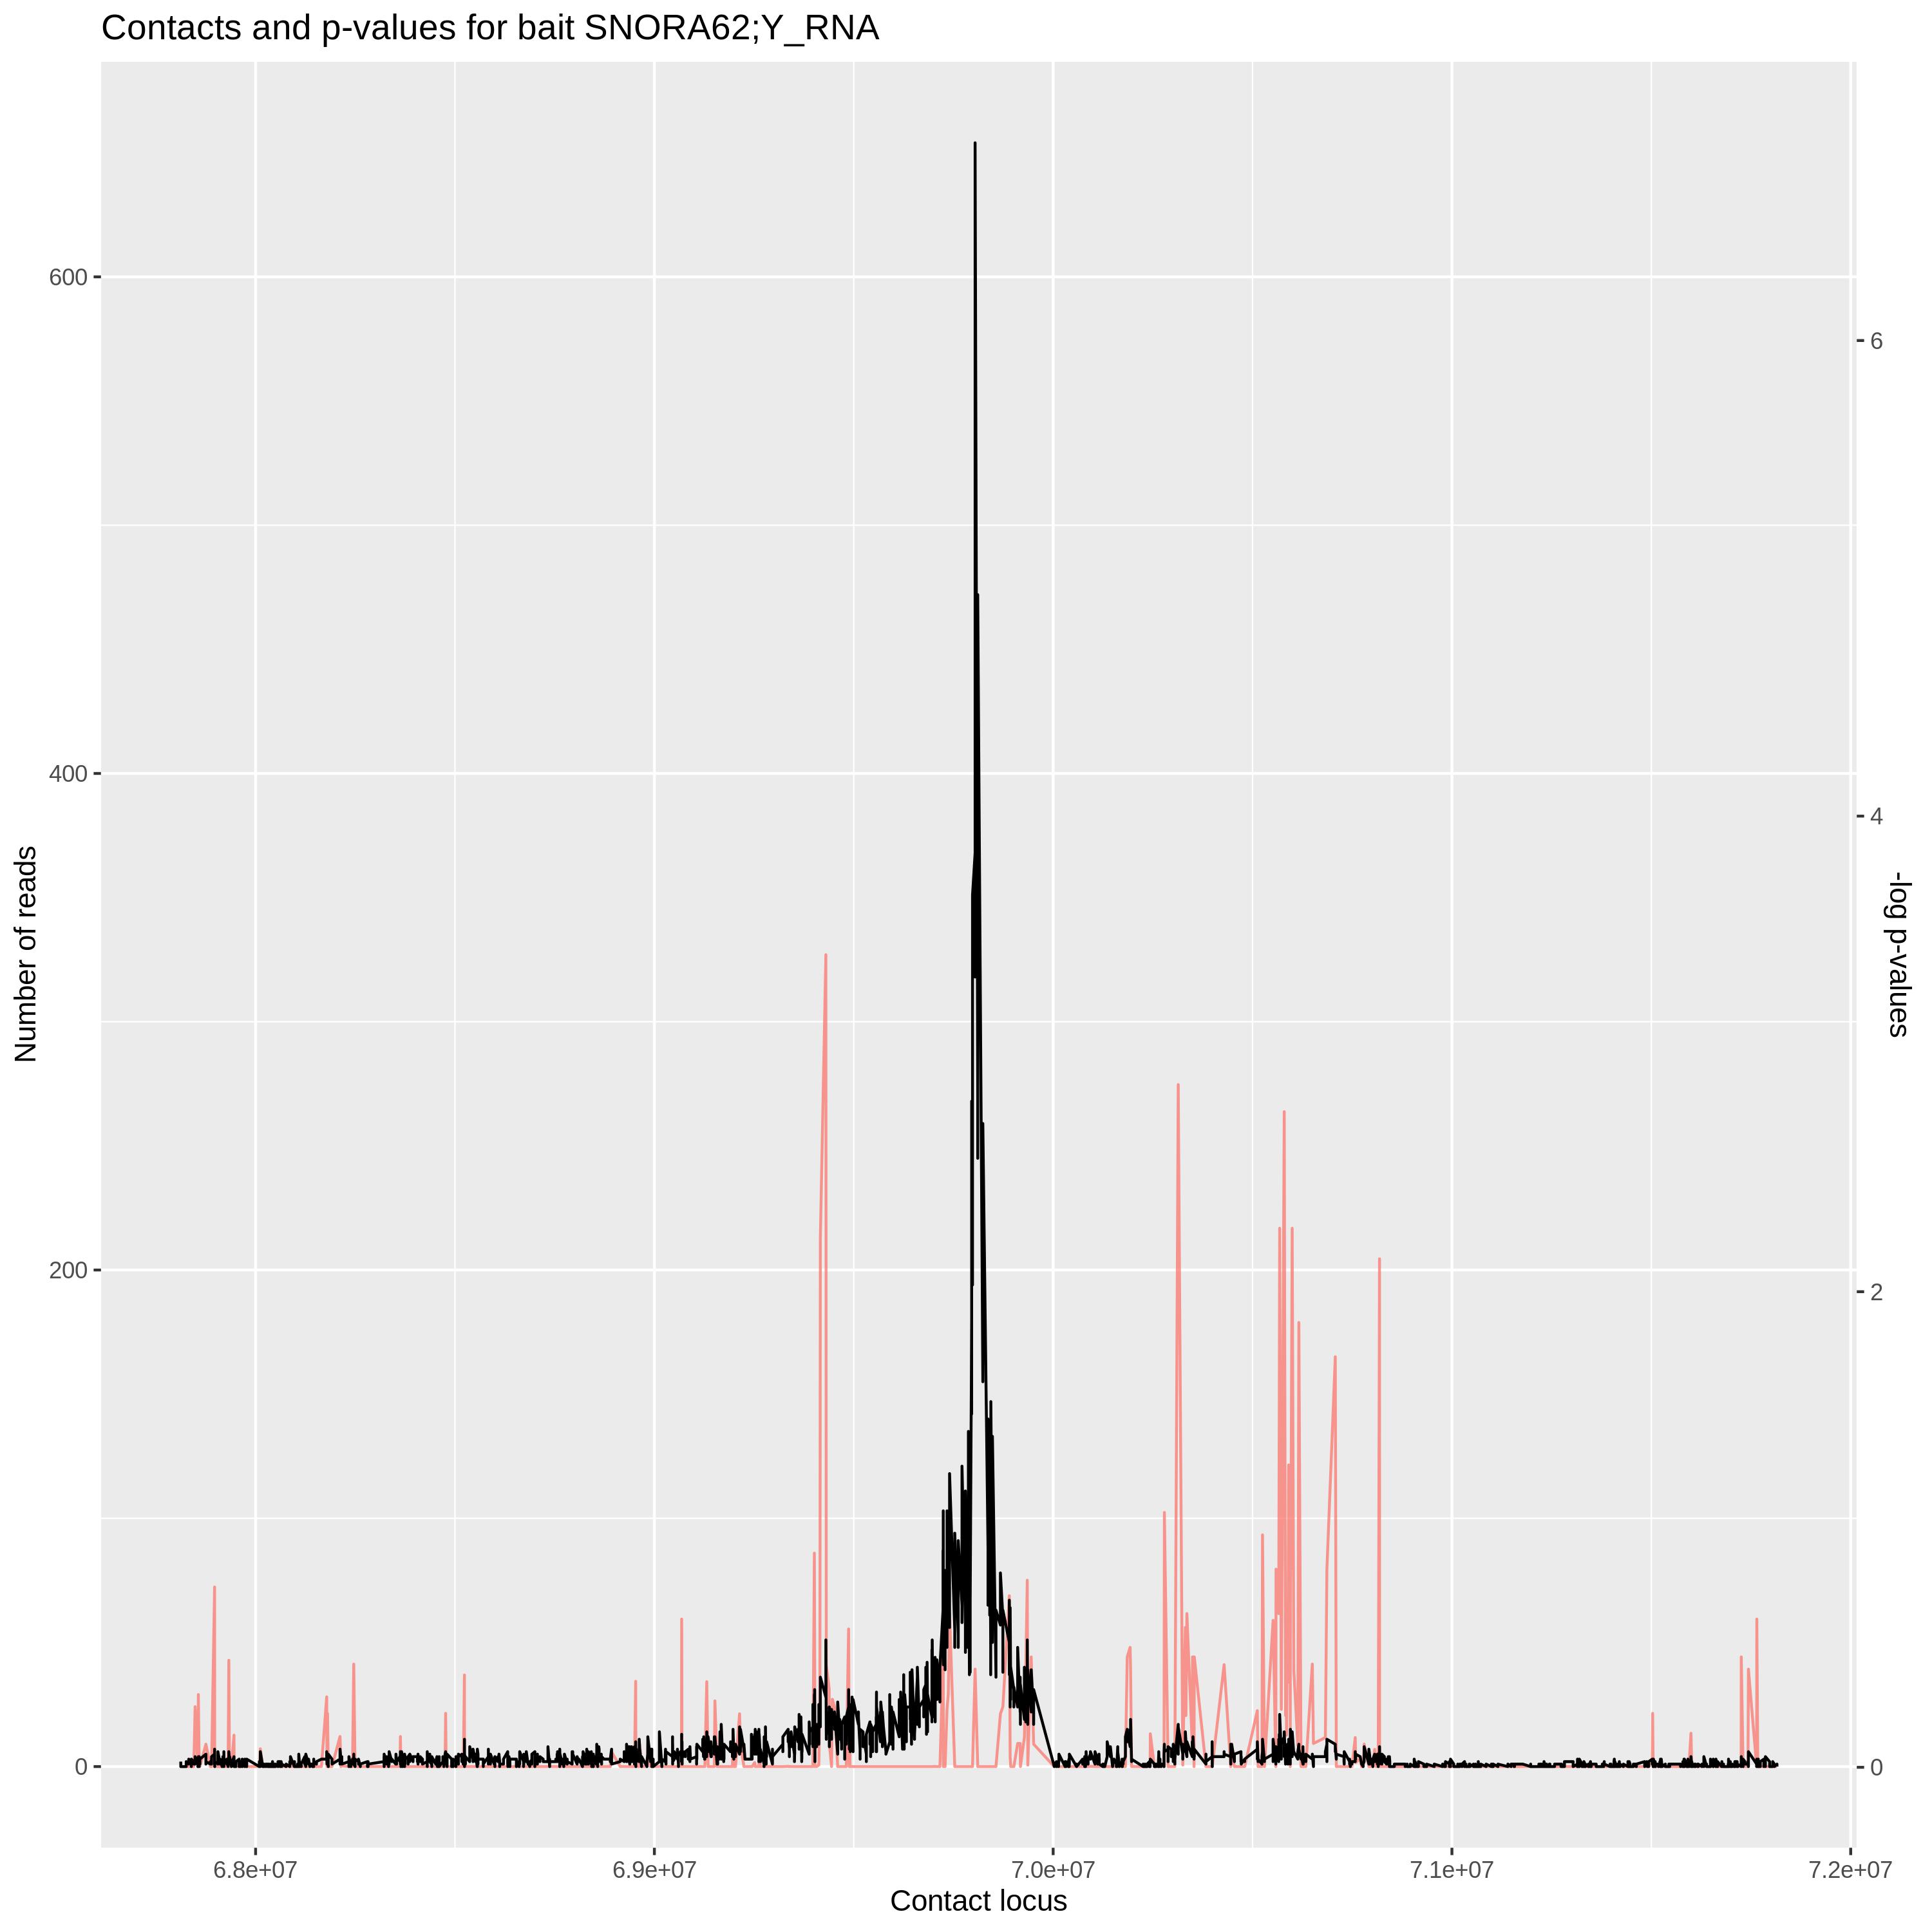 Contacts and p-values for bait SNORA62;Y_RNA
600
400
200
0
Number of reads
6
4
2
0
-log p-values
6.8e+07
6.9e+07
7.0e+07
7.1e+07
7.2e+07
Contact locus